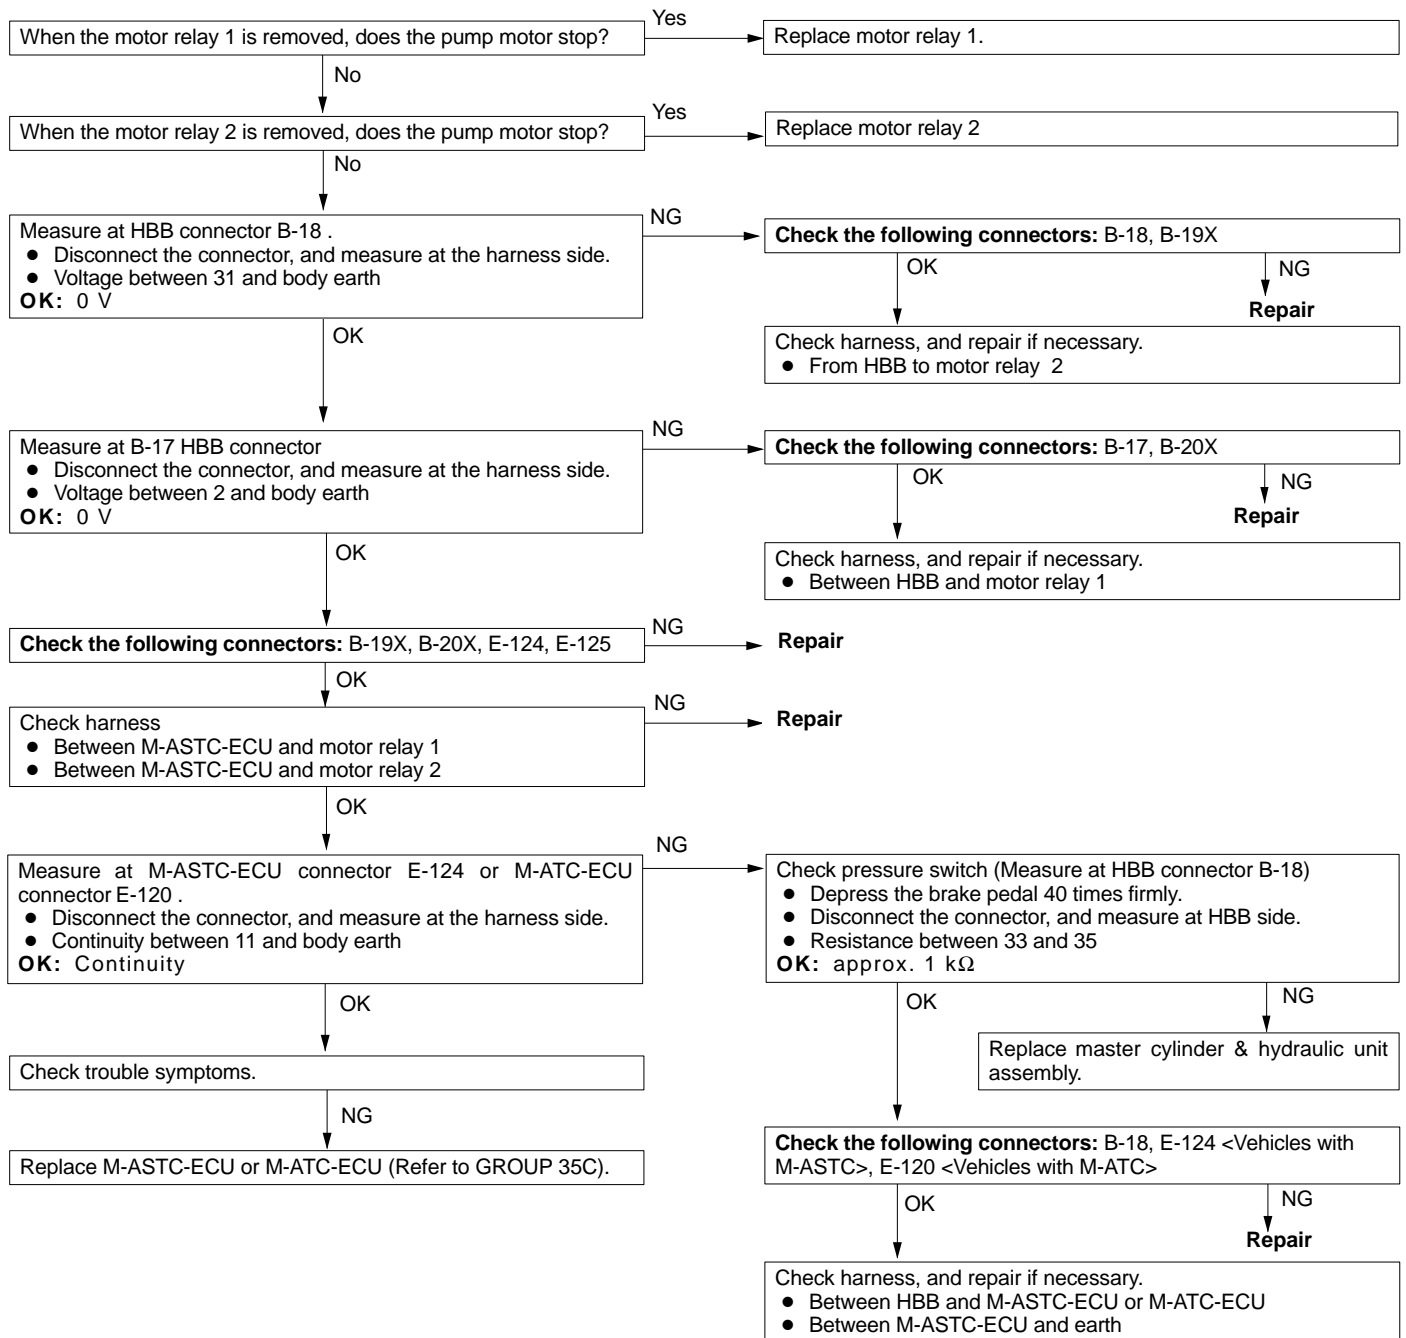 When the motor relay 1 is removed, does the pump motor stop?
Yes
Replace motor relay 1.
No
When the motor relay 2 is removed, does the pump motor stop?
Yes
Replace motor relay 2
No
Measure at HBB connector B-18 .
● Disconnect the connector, and measure at the harness side.
● Voltage between 31 and body earth
OK: 0 V
NG
Check the following connectors: B-18, B-19X
OK
NG
Repair
Check harness, and repair if necessary.
● From HBB to motor relay 2
OK
Measure at B-17 HBB connector
● Disconnect the connector, and measure at the harness side.
● Voltage between 2 and body earth
OK: 0 V
NG
Check the following connectors: B-17, B-20X
OK
NG
Repair
Check harness, and repair if necessary.
● Between HBB and motor relay 1
OK
Check the following connectors: B-19X, B-20X, E-124, E-125
NG
Repair
OK
Check harness
● Between M-ASTC-ECU and motor relay 1
● Between M-ASTC-ECU and motor relay 2
NG
Repair
OK
Measure at M-ASTC-ECU connector E-124 or M-ATC-ECU
connector E-120 .
● Disconnect the connector, and measure at the harness side.
● Continuity between 11 and body earth
OK: Continuity
NG
Check pressure switch (Measure at HBB connector B-18)
● Depress the brake pedal 40 times firmly.
● Disconnect the connector, and measure at HBB side.
● Resistance between 33 and 35
OK: approx. 1 kΩ
OK
NG
Replace master cylinder & hydraulic unit
assembly.
OK
Check trouble symptoms.
NG
Replace M-ASTC-ECU or M-ATC-ECU (Refer to GROUP 35C).
Check the following connectors: B-18, E-124 <Vehicles with
M-ASTC>, E-120 <Vehicles with M-ATC>
OK
NG
Repair
Check harness, and repair if necessary.
● Between HBB and M-ASTC-ECU or M-ATC-ECU
● Between M-ASTC-ECU and earth